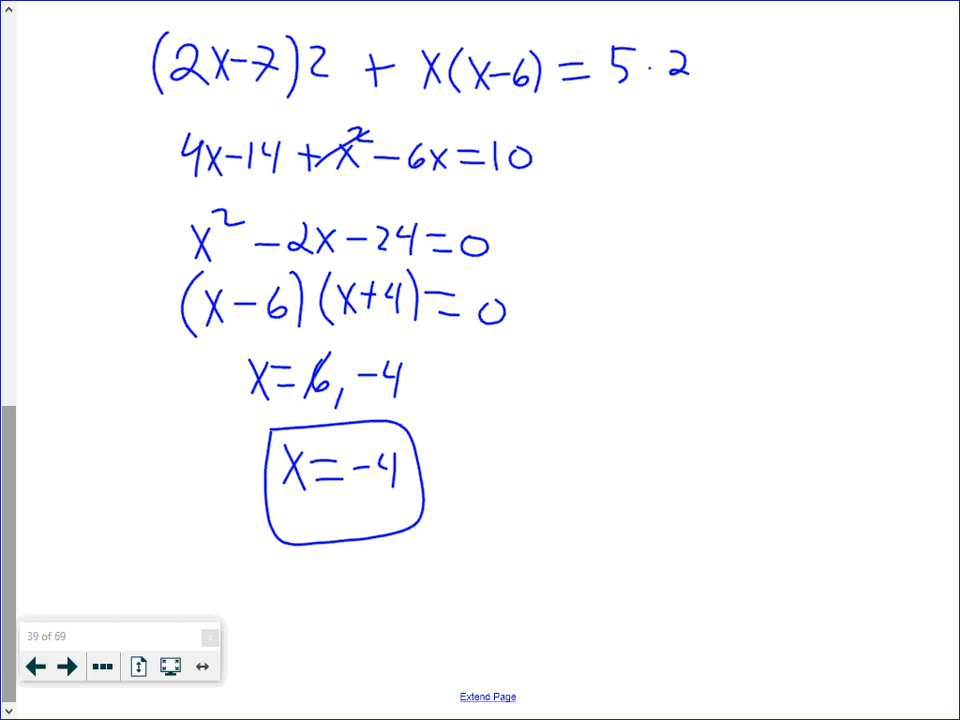 (2x-7)2 + x(x-6) = 5·2
4x-14 + x² - 6x = 10
x² - 2x - 24 = 0
(x-6)(x+4) = 0
x = 6, -4
x = -4
39 of 69
Extend Page